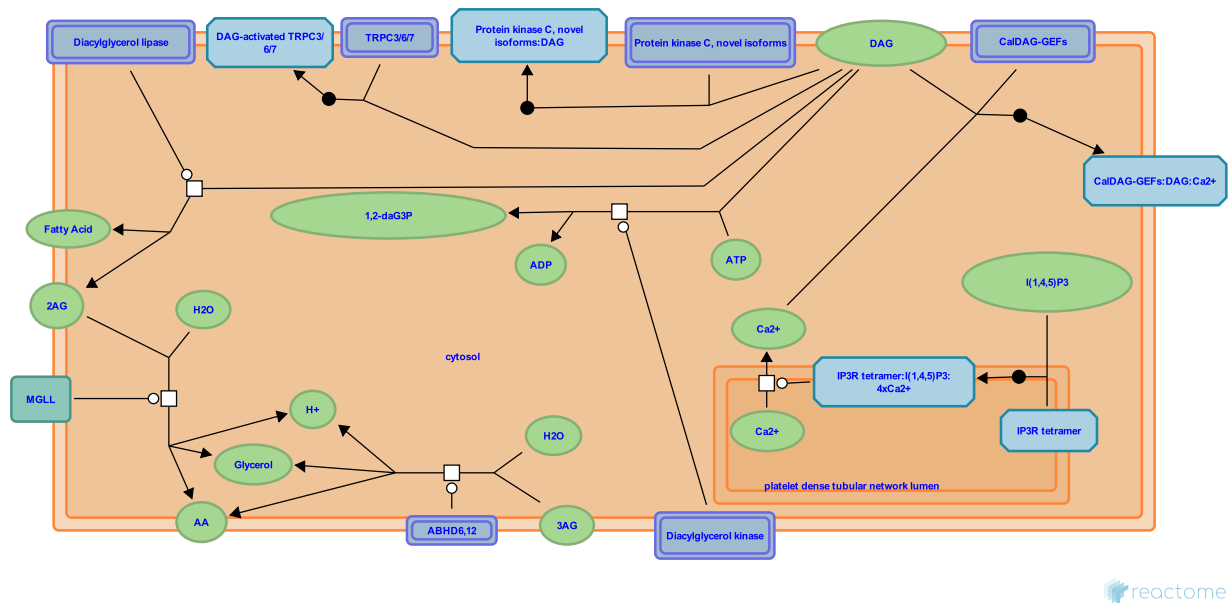 Diacylglycerol lipase
DAG-activated TRPC3/
6/7
TRPC3/6/7
Protein kinase C, novel
isoforms:DAG
Protein kinase C, novel isoforms
DAG
CalDAG-GEFs
CalDAG-GEFs:DAG:Ca2+
Fatty Acid
1,2-daG3P
ADP
ATP
I(1,4,5)P3
2AG
H2O
Ca2+
cytosol
MGLL
IP3R tetramer:I(1,4,5)P3:
4xCa2+
H+
H2O
Ca2+
IP3R tetramer
Glycerol
platelet dense tubular network lumen
AA
ABHD6,12
3AG
Diacylglycerol kinase
reactome